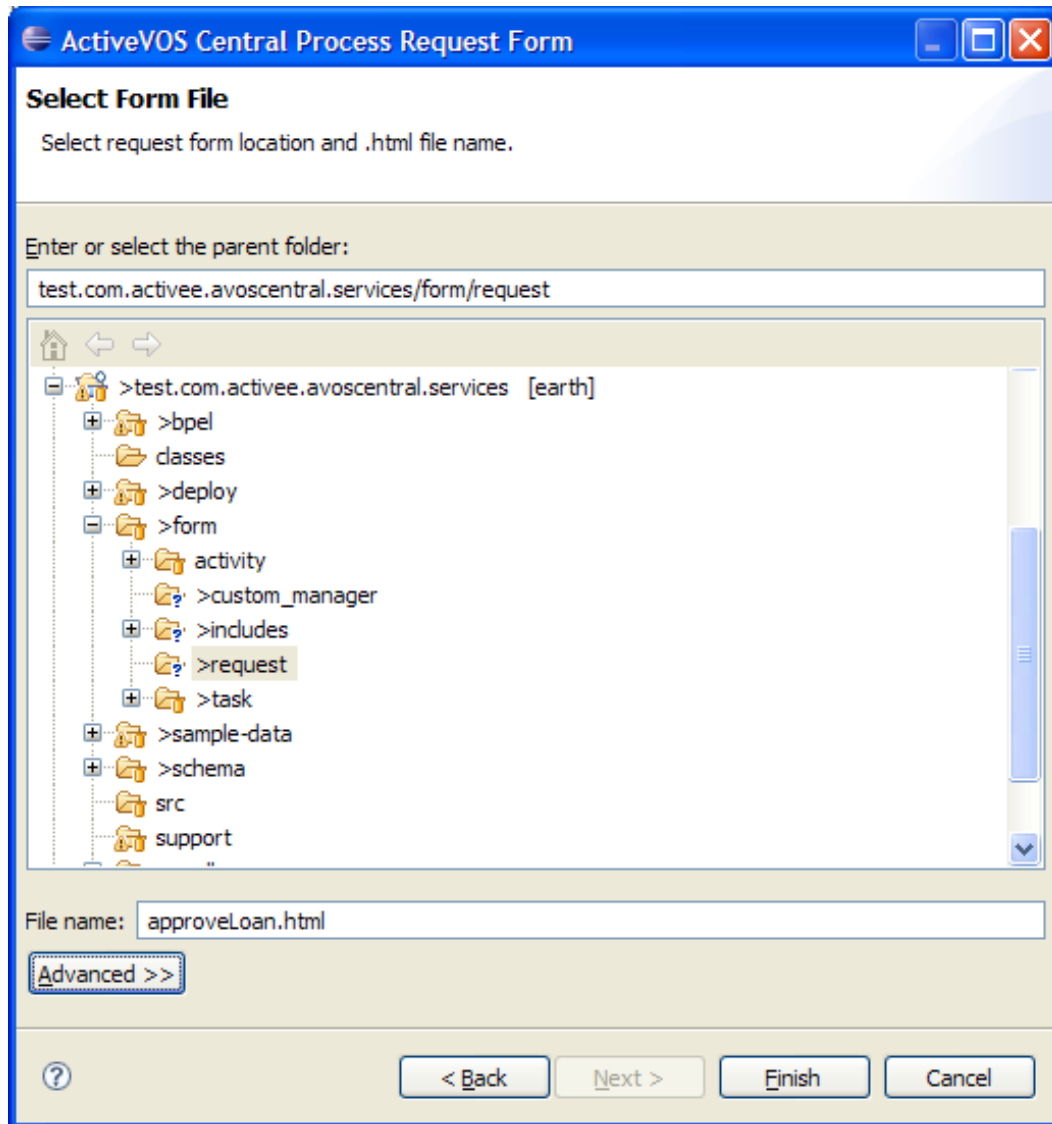 ActiveVOS Central Process Request Form
Select Form File
Select request form location and .html file name.
Enter or select the parent folder:
test.com.activee.avoscentral.services/form/request
>test.com.activee.avoscentral.services [earth]
>bpel
classes
>deploy
>form
activity
>custom_manager
>includes
>request
>task
>sample-data
>schema
src
support
File name: approveLoan.html
Advanced >>
< Back Next > Finish Cancel